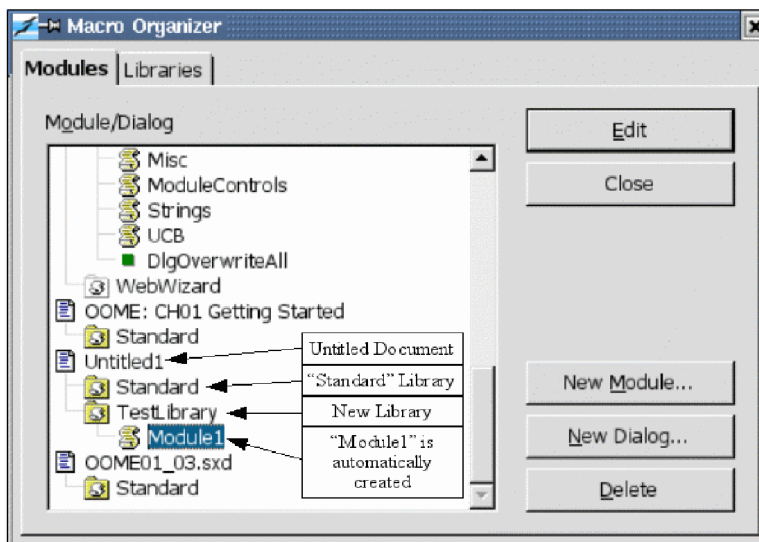 Macro Organizer
Modules
Libraries
Module/Dialog
Misc
ModuleControls
Strings
UCB
DlgOverwriteAll
WebWizard
OOME: CH01 Getting Started
Standard
Untitled1
Standard
TestLibrary
Module1
OOME01_03.sxd
Standard
Untitled Document
“Standard” Library
New Library
“Module1” is
automatically
created
Edit
Close
New Module...
New Dialog...
Delete